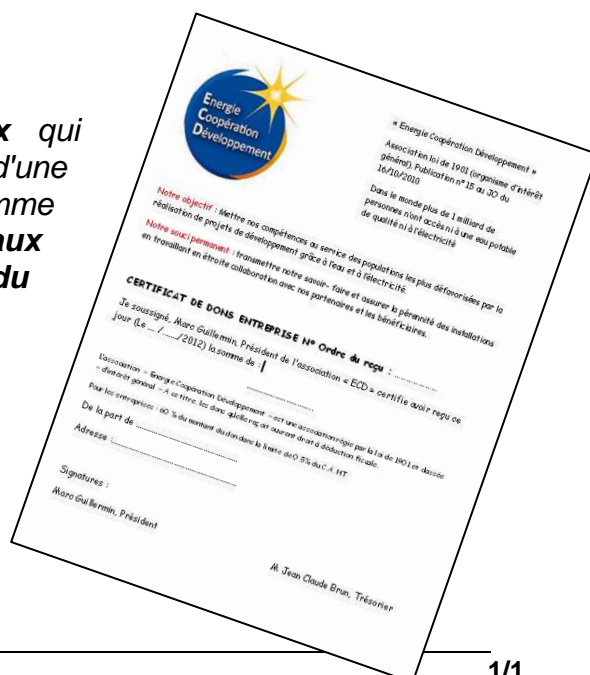 x qui
d'une
mme
aux
du
Energie
Coopération
Développement
« Energie Coopération Développement »
Association loi de 1901 (organisme d'intérêt
général), Publication n° 15 au JO du
16/10/2010
Dans le monde plus de 1 milliard de
personnes n'ont accès ni à une eau potable
de qualité ni à l'électricité
Notre objectif : Mettre nos compétences au service des populations les plus défavorisées par la
réalisation de projets de développement grâce à l'eau et à l'électricité.
Notre souci permanent : transmettre notre savoir- faire et assurer la pérennité des installations
en travaillant en étroite collaboration avec nos partenaires et les bénéficiaires.
CERTIFICAT DE DONS ENTREPRISE N° Ordre du reçu : ................
Je soussigné, Marc Guillermin, Président de l'association « ECD » certifie avoir reçu ce
jour (Le ... /....../2012) la somme de :
......................
L'association « Energie Coopération Développement » est une association régie par la loi de 1901 et classée
« d'intérêt général ». A ce titre, les dons qu'elle reçoit ouvrent droit à déduction fiscale.
Pour les entreprises : 60 % du montant du don dans la limite de 0.5% du C.A. HT
De la part de ................................
Adresse :......................................
Signatures :
Marc Guillermin, Président
M. Jean Claude Brun, Trésorier
1/1